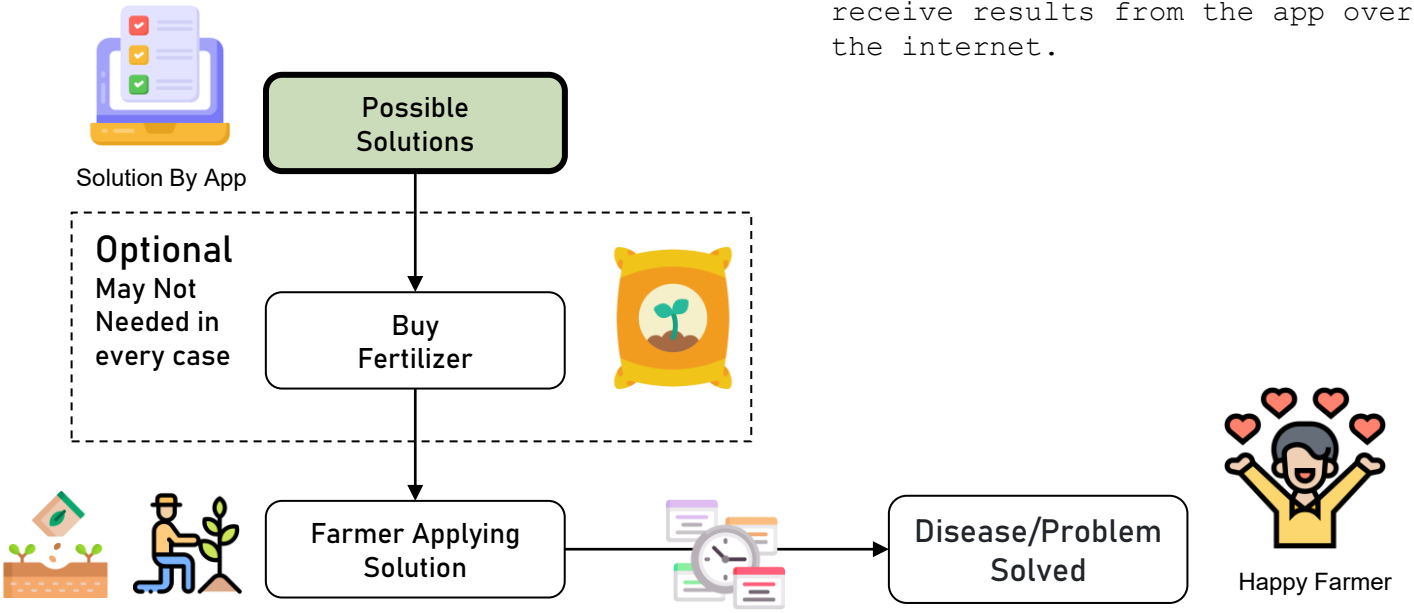 receive results from the app over
the internet.
Possible
Solutions
Solution By App
Optional
May Not
Needed in
every case
Buy
Fertilizer
Farmer Applying
Solution
Disease/Problem
Solved
Happy Farmer